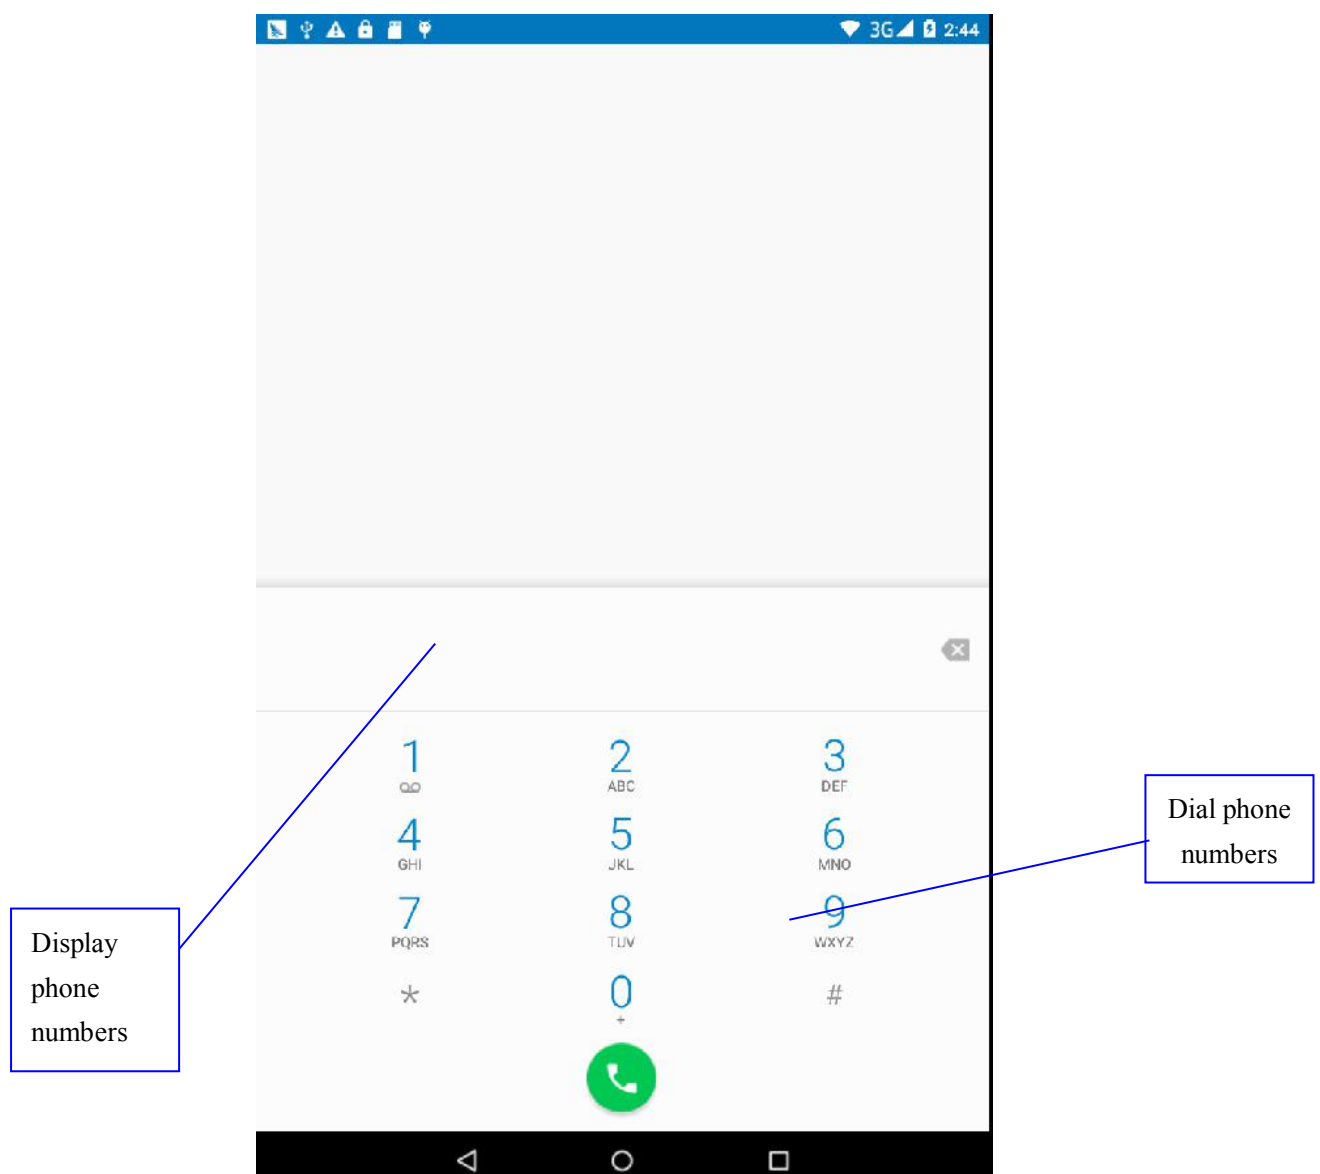 3G 2:44
1 2 3
ABC DEF
4 5 6
GHI JKL MNO
7 8 9
PQRS TUV WXYZ
* 0 #
+
Dial phone
numbers
Display
phone
numbers